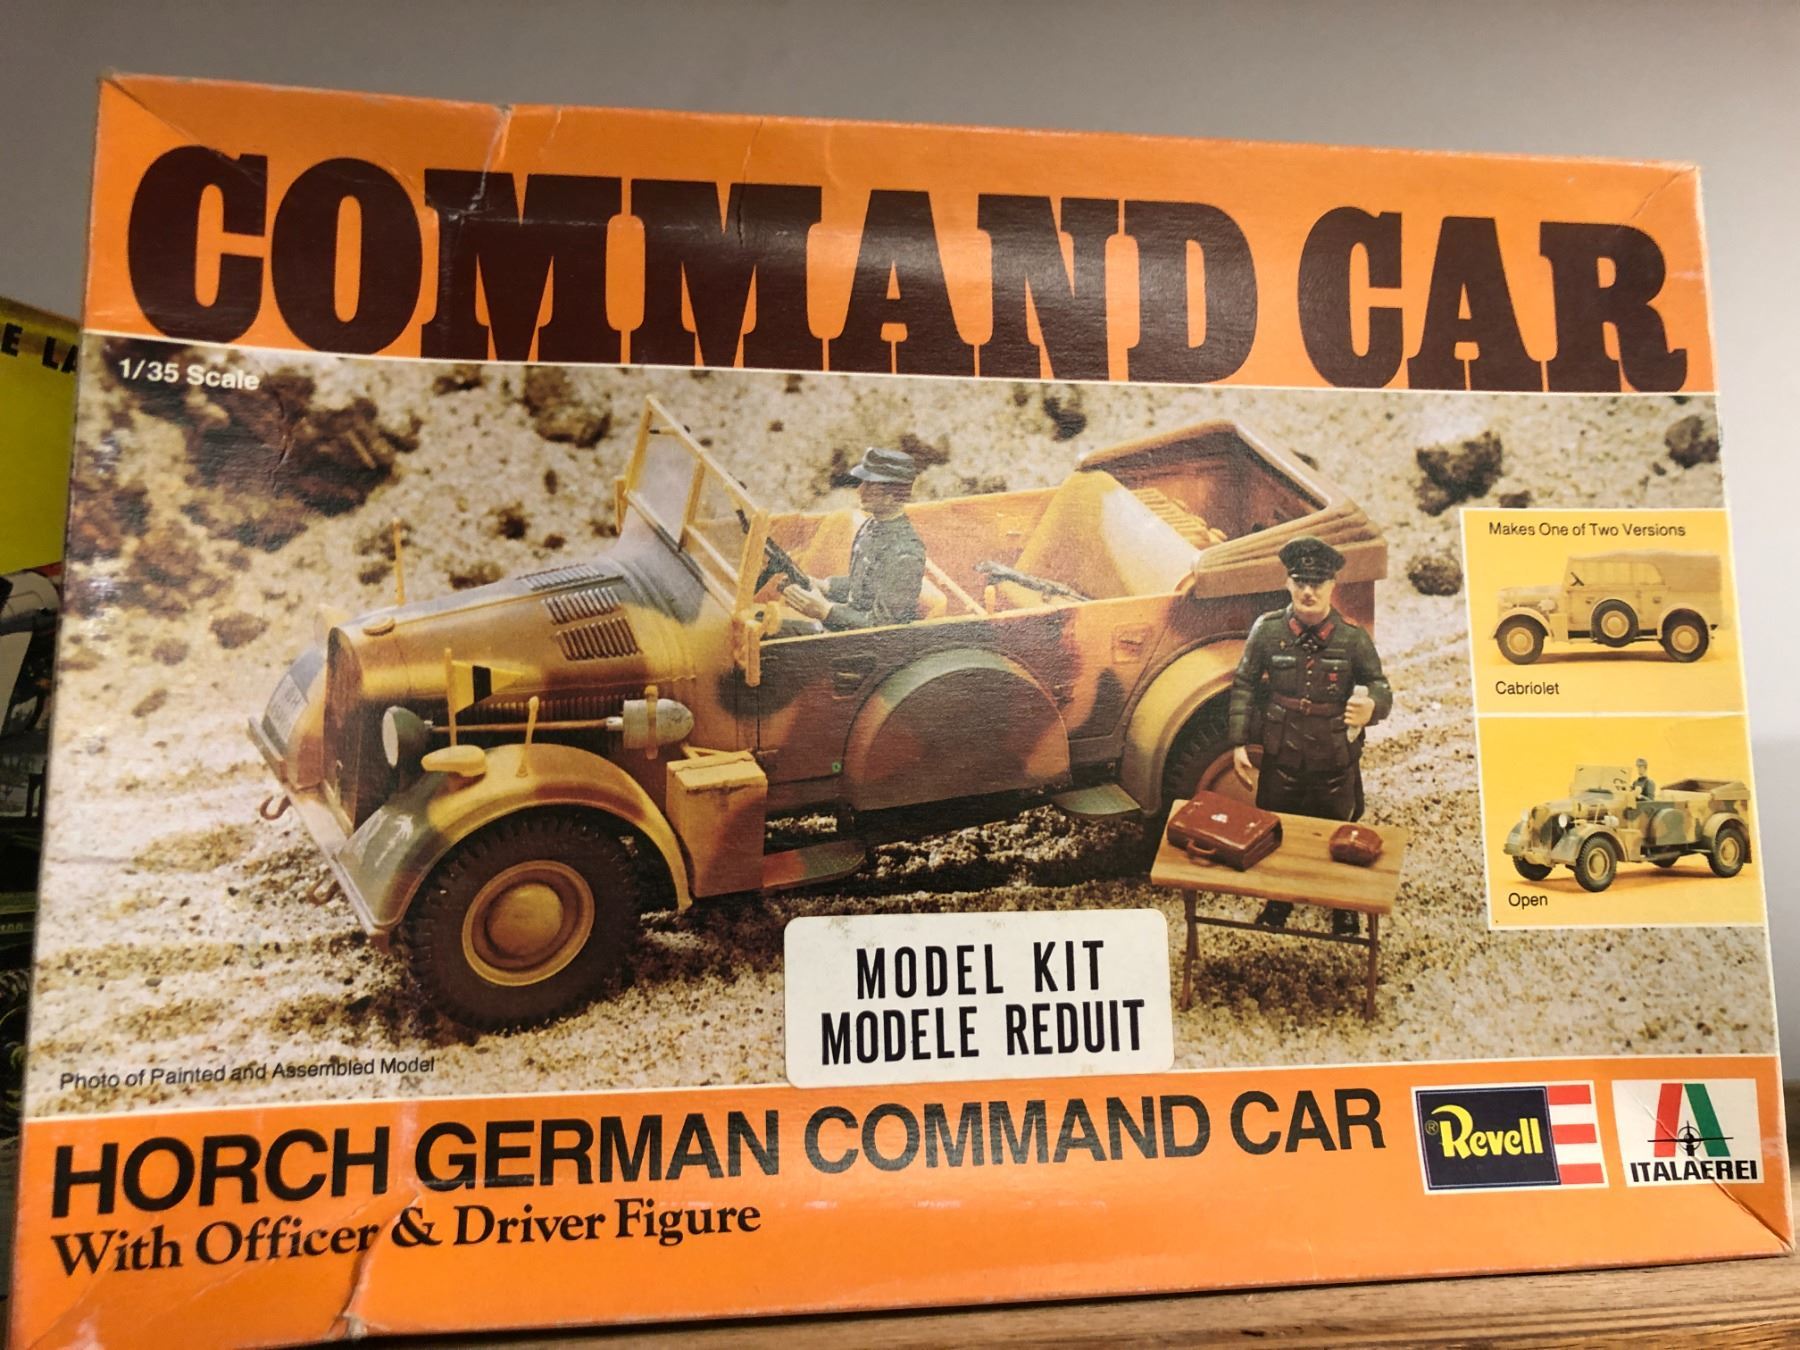 COMMAND CAR
1/35 Scale
Makes One of Two Versions
Cabriolet
Open
MODEL KIT
MODELE REDUIT
Photo of Painted and Assembled Model
HORCH GERMAN COMMAND CAR
With Officer & Driver Figure
® Revell
ITALAEREI
E LA